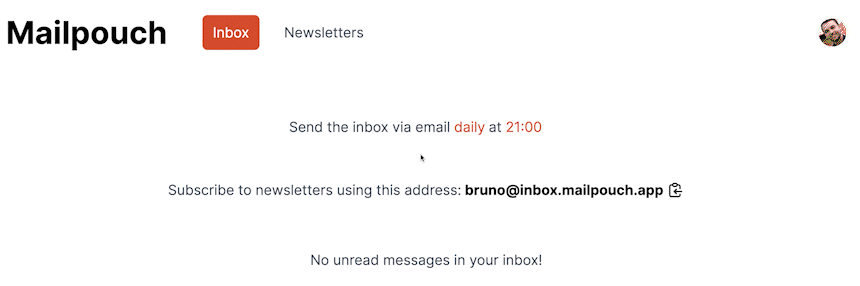 Mailpouch Inbox Newsletters
Send the inbox via email daily at 21:00
Subscribe to newsletters using this address: bruno@inbox.mailpouch.app
No unread messages in your inbox!